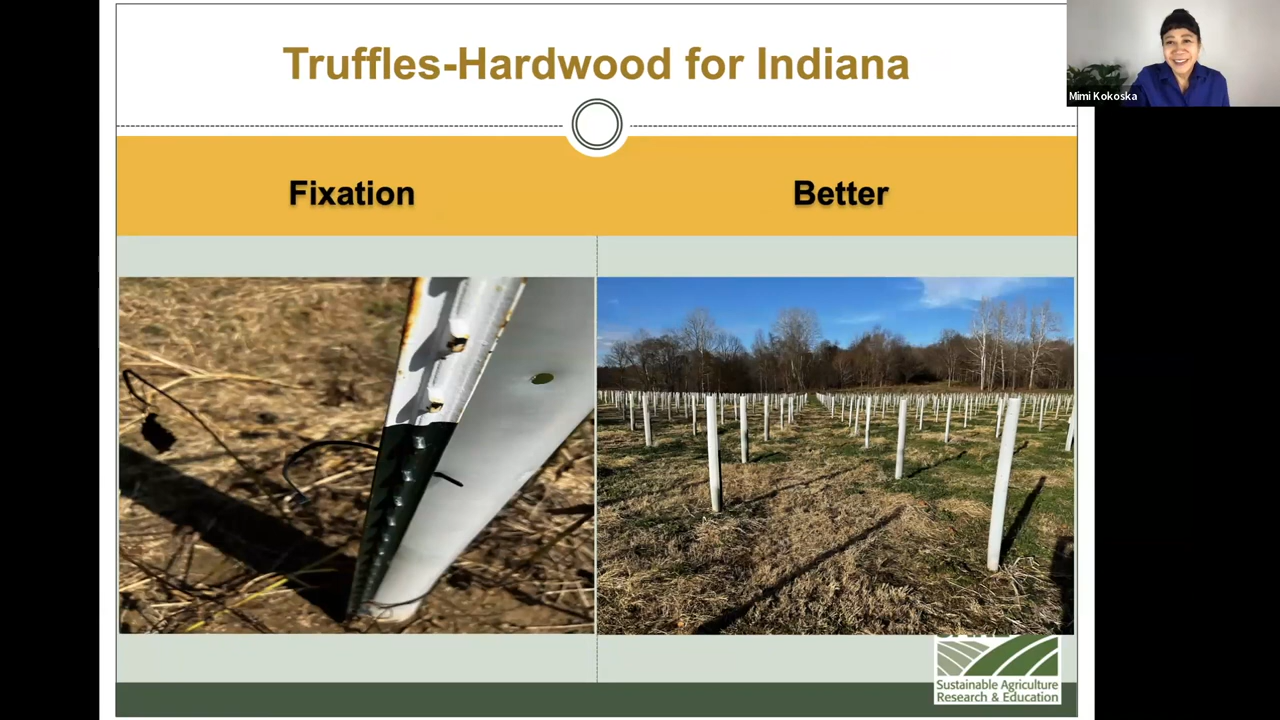 Truffles-Hardwood for Indiana
Mimi Kokoska
Fixation
Better
Sustainable Agriculture
Research & Education